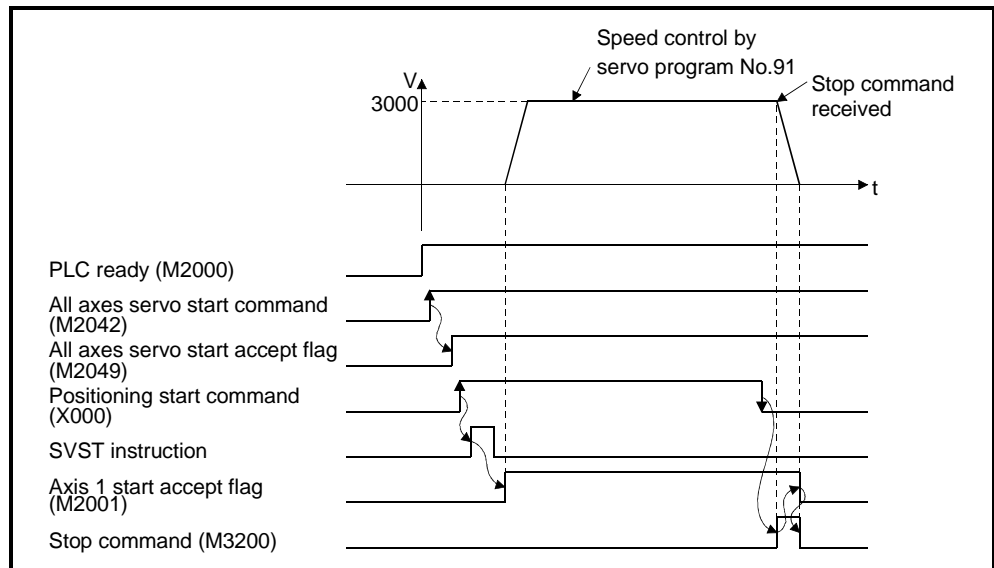 Speed control by
servo program No.91
V
Stop command
received
3000
t
PLC ready (M2000)
All axes servo start command
(M2042)
All axes servo start accept flag
(M2049)
Positioning start command
(X000)
SVST instruction
Axis 1 start accept flag
(M2001)
Stop command (M3200)